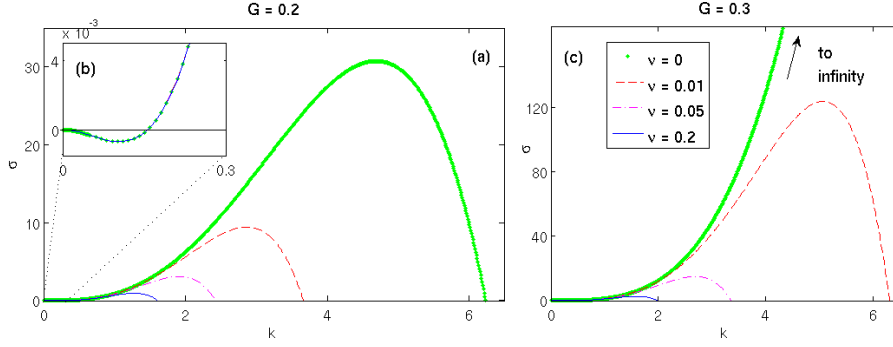 G = 0.2
x 10⁻³
4
0
0
0.3
(b)
(a)
30
20
10
0
σ
0
2
4
6
k
G = 0.3
(c)
ν = 0
ν = 0.01
ν = 0.05
ν = 0.2
to
infinity
120
80
40
0
σ
0
2
4
6
k